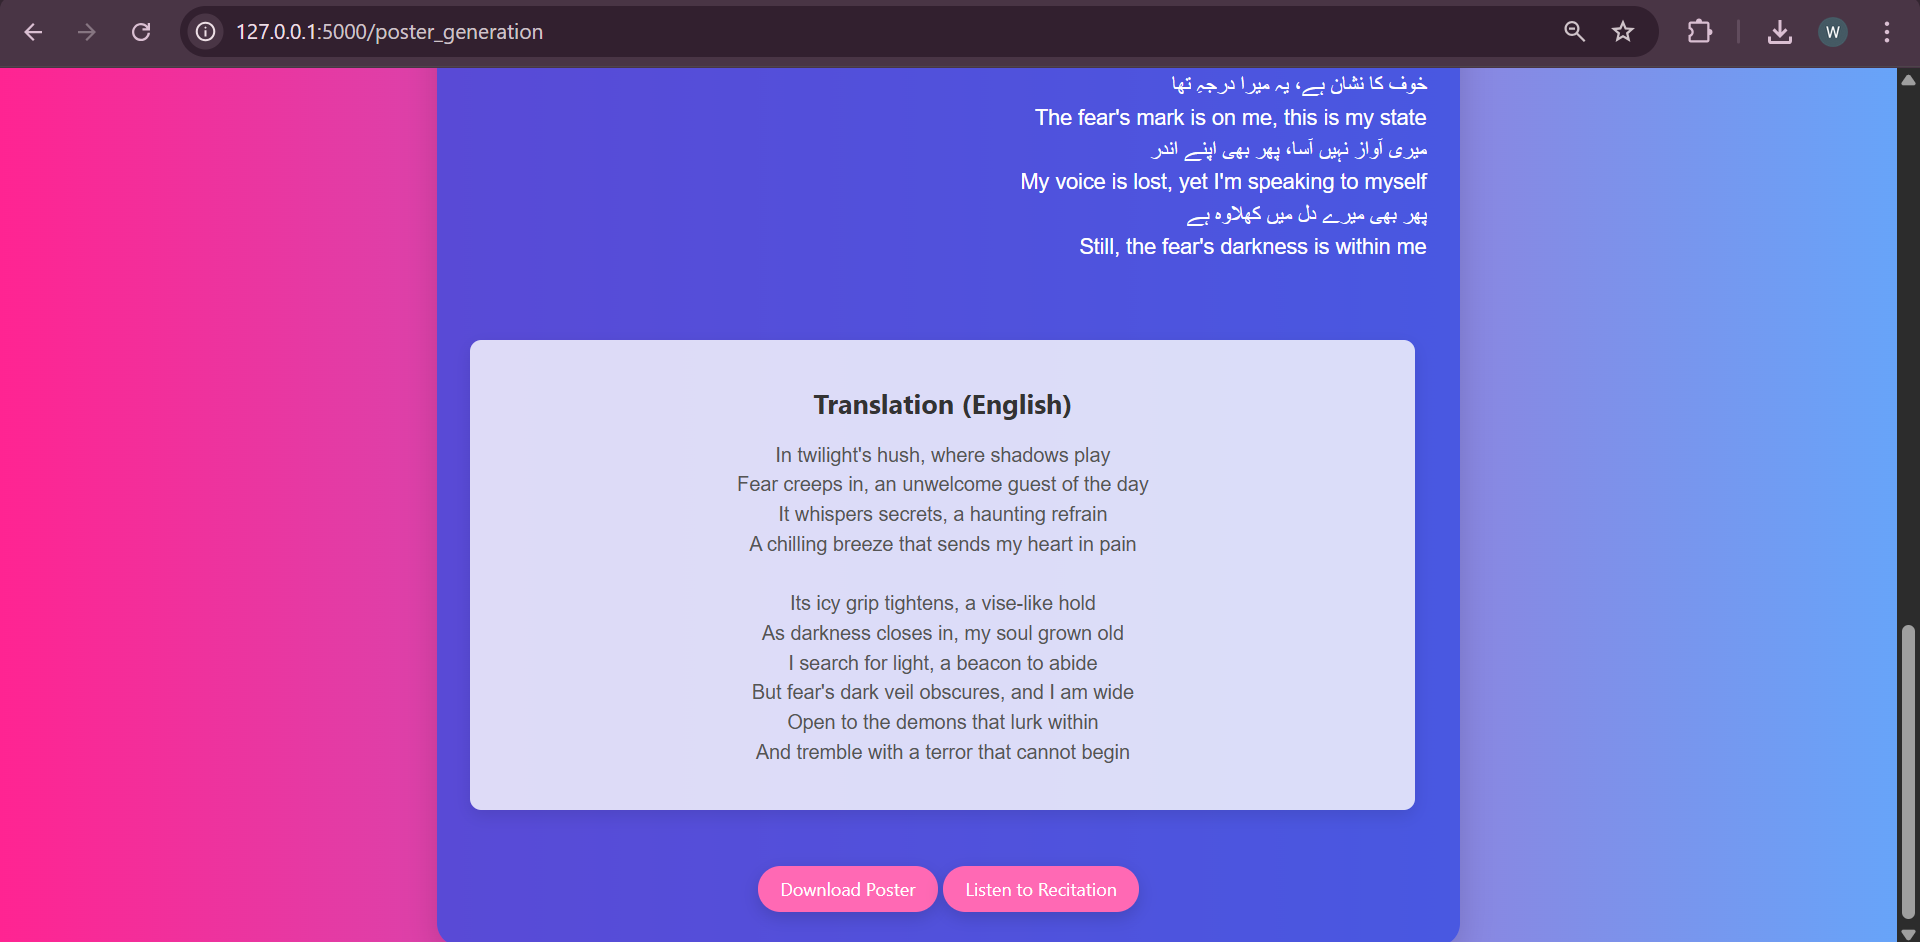 127.0.0.1:5000/poster_generation
W
خوف کا نشان ہے، یہ میرا درجہِ تھا
The fear's mark is on me, this is my state
میری آواز نہیں آسا، پھر بھی اپنے اندر
My voice is lost, yet I'm speaking to myself
پھر بھی میرے دل میں کھلاوہ ہے
Still, the fear's darkness is within me
Translation (English)
In twilight's hush, where shadows play
Fear creeps in, an unwelcome guest of the day
It whispers secrets, a haunting refrain
A chilling breeze that sends my heart in pain
Its icy grip tightens, a vise-like hold
As darkness closes in, my soul grown old
I search for light, a beacon to abide
But fear's dark veil obscures, and I am wide
Open to the demons that lurk within
And tremble with a terror that cannot begin
Download Poster
Listen to Recitation